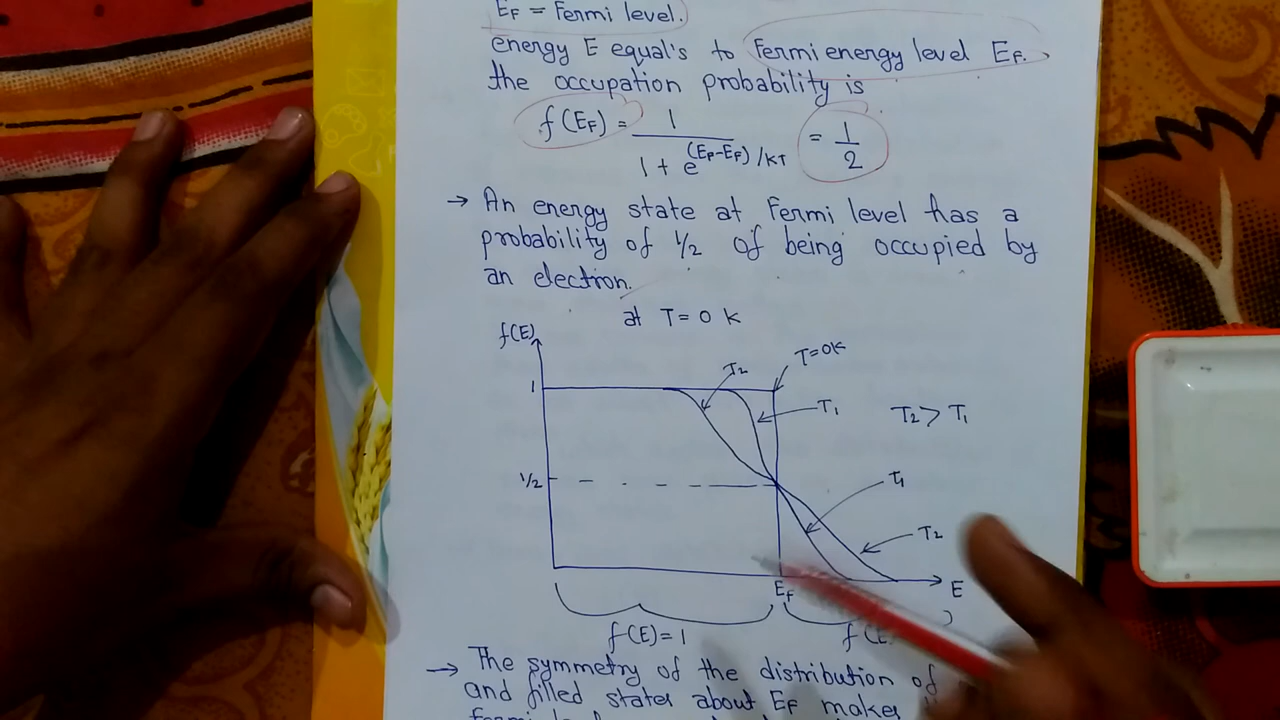 EF = Fermi level.
energy E equal's to Fermi energy level EF.
the occupation probability is
f(EF) = 1 / 1 + e^(EF-EF)/KT = 1/2
→ An energy state at Fermi level has a
probability of 1/2 of being occupied by
an electron.
at T = 0 K
f(E)
T2
T=0K
1
T1
T2 > T1
1/2
T1
T2
EF
E
f(E)=1
f(E
→ The symmetry of the distribution of
and filled states about EF makes